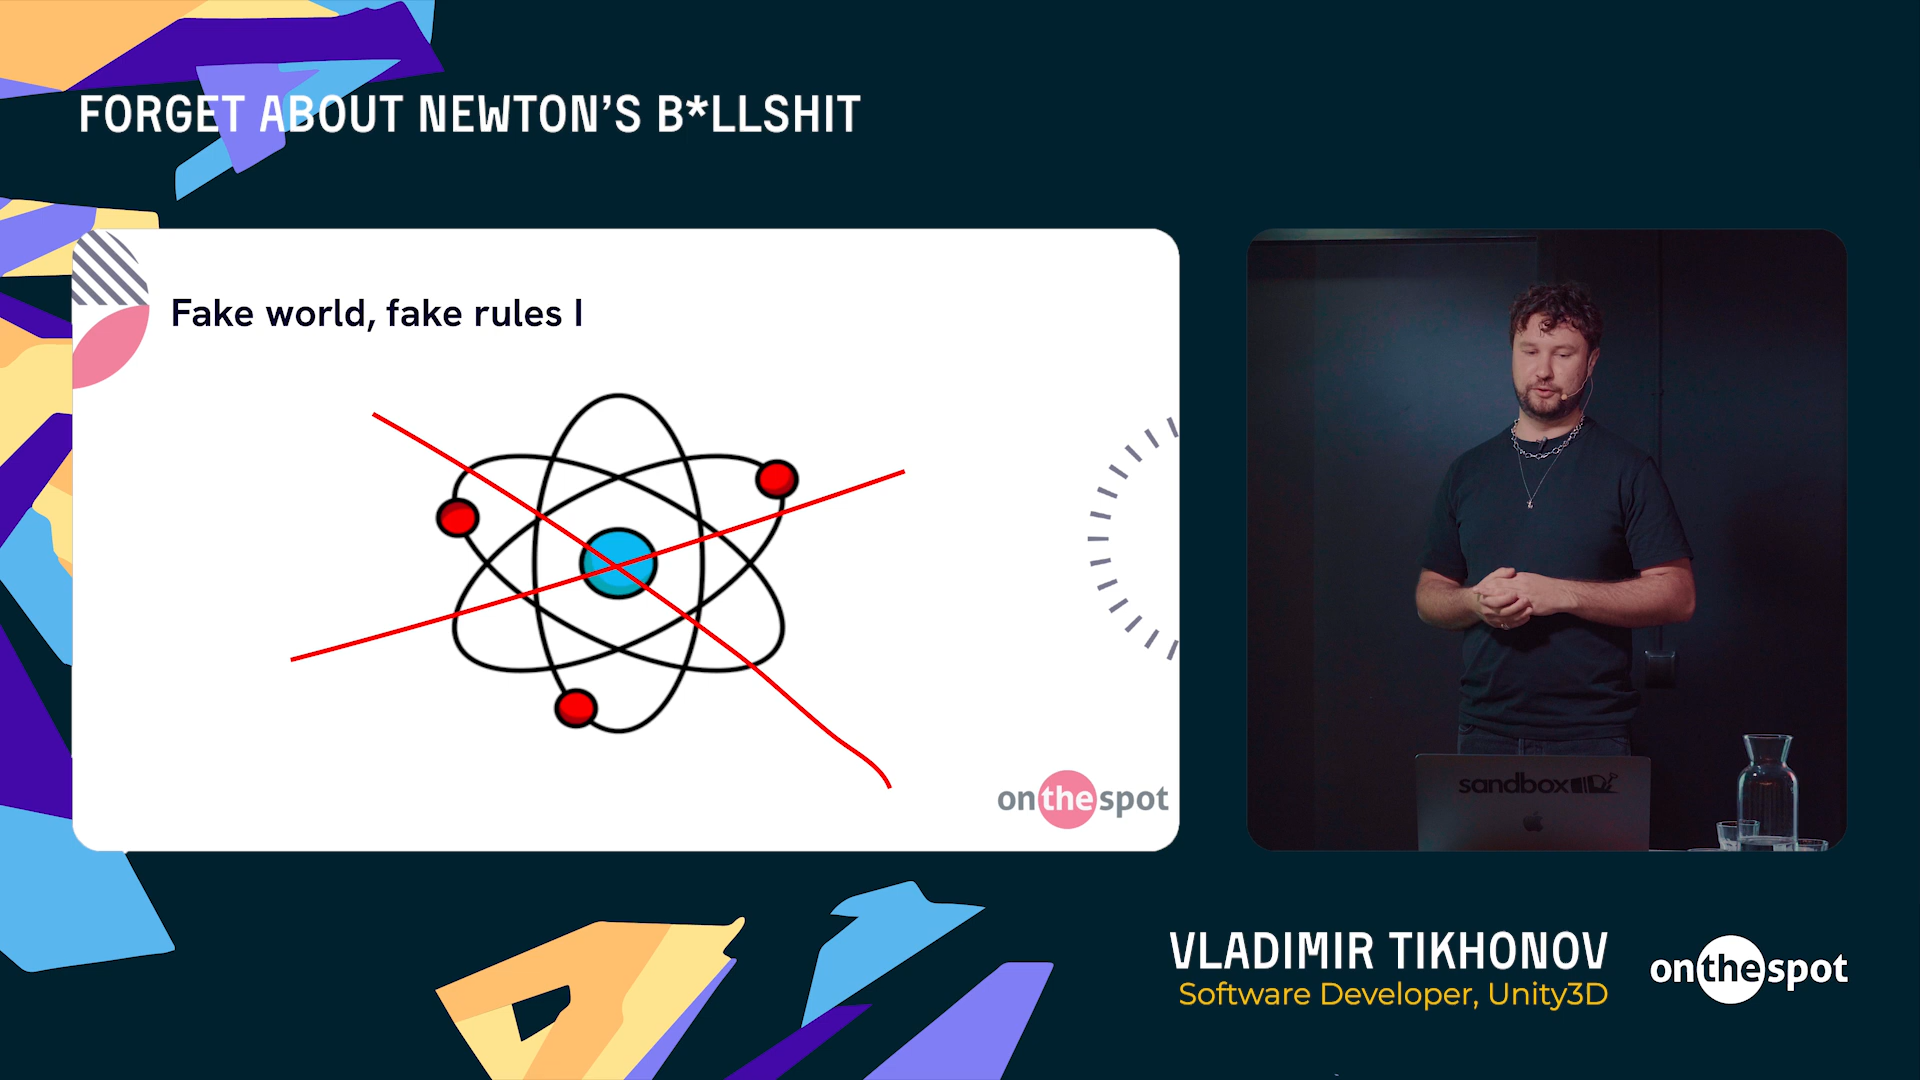 FORGET ABOUT NEWTON'S B*LLSHIT
Fake world, fake rules I
onthespot
sandbox
VLADIMIR TIKHONOV
Software Developer, Unity3D
onthespot